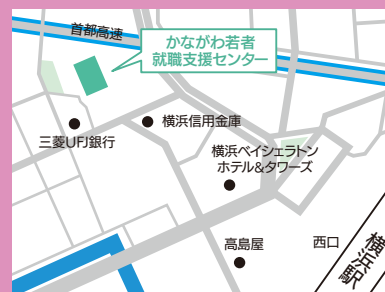 首都高速
かながわ若者
就職支援センター
横浜信用金庫
三菱UFJ銀行
横浜ベイシェラトン
ホテル&タワーズ
高島屋
西口
横浜駅